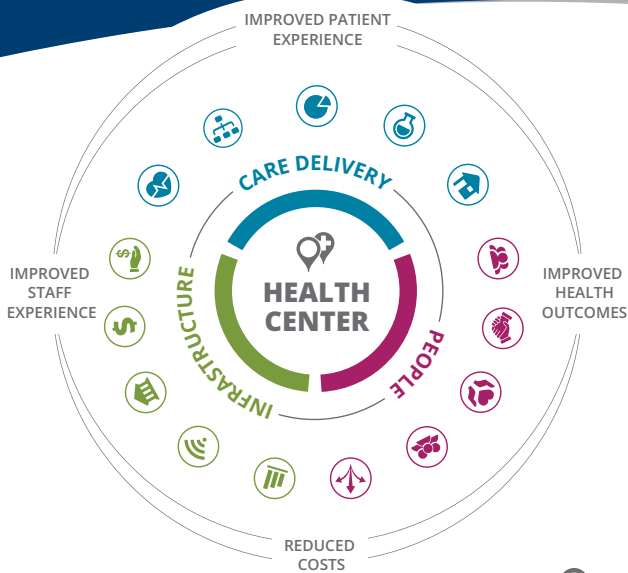 IMPROVED PATIENT
EXPERIENCE
CARE DELIVERY
IMPROVED
STAFF
EXPERIENCE
HEALTH
CENTER
IMPROVED
HEALTH
OUTCOMES
INFRASTRUCTURE
PEOPLE
$
$
REDUCED
COSTS